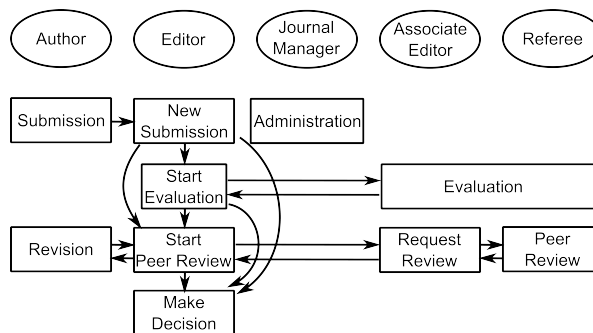 Author
Editor
Journal
Manager
Associate
Editor
Referee
Submission
New
Submission
Administration
Start
Evaluation
Evaluation
Revision
Start
Peer Review
Request
Review
Peer
Review
Make
Decision